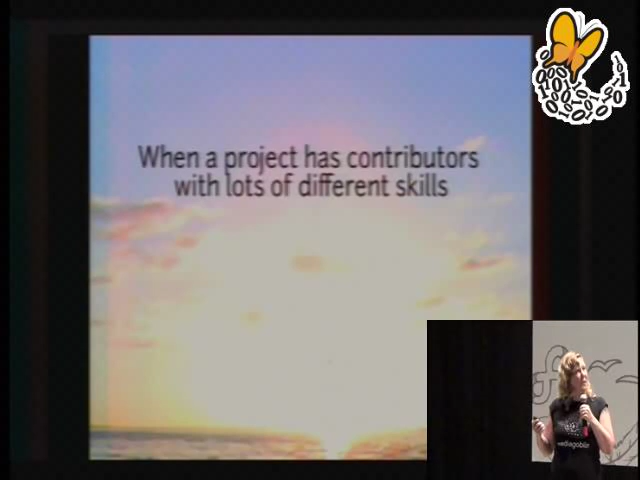 When a project has contributors
with lots of different skills